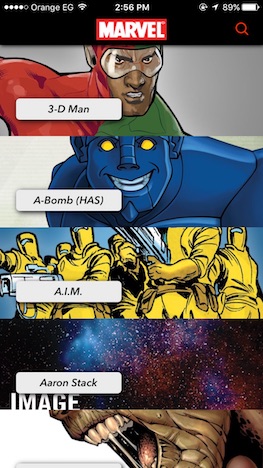 Orange EG 2:56 PM 89%
MARVEL
3-D Man
A-Bomb (HAS)
A.I.M.
Aaron Stack
IMAGE